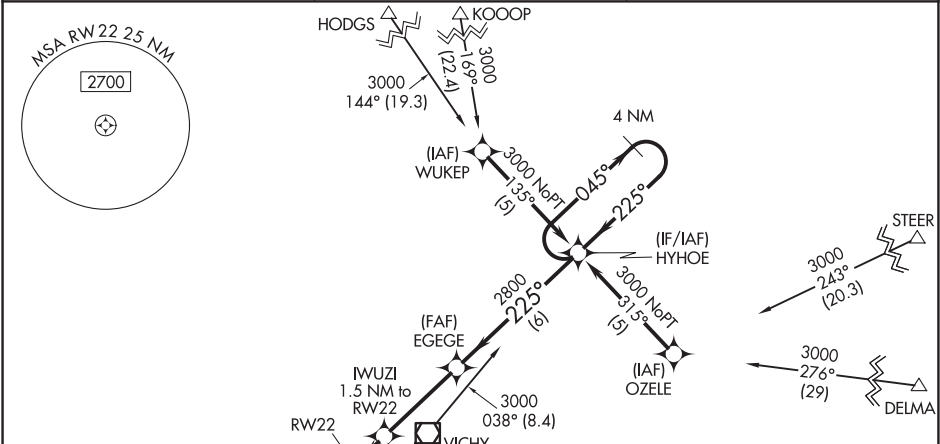 MSA RW22 25 NM
2700
HODGS
KOOOP
3000
144° (19.3)
3000
169°
(22.4)
4 NM
(IAF)
WUKEP
3000 NoPT
135°
(5)
045°
225°
(IF/IAF)
HYHOE
STEER
3000
243°
(20.3)
3000 NoPT
315°
(5)
2800
225°
(6)
(FAF)
EGEGE
(IAF)
OZELE
3000
276°
(29)
DELMA
IWUZI
1.5 NM to
RW22
3000
038° (8.4)
RW22
VICHY